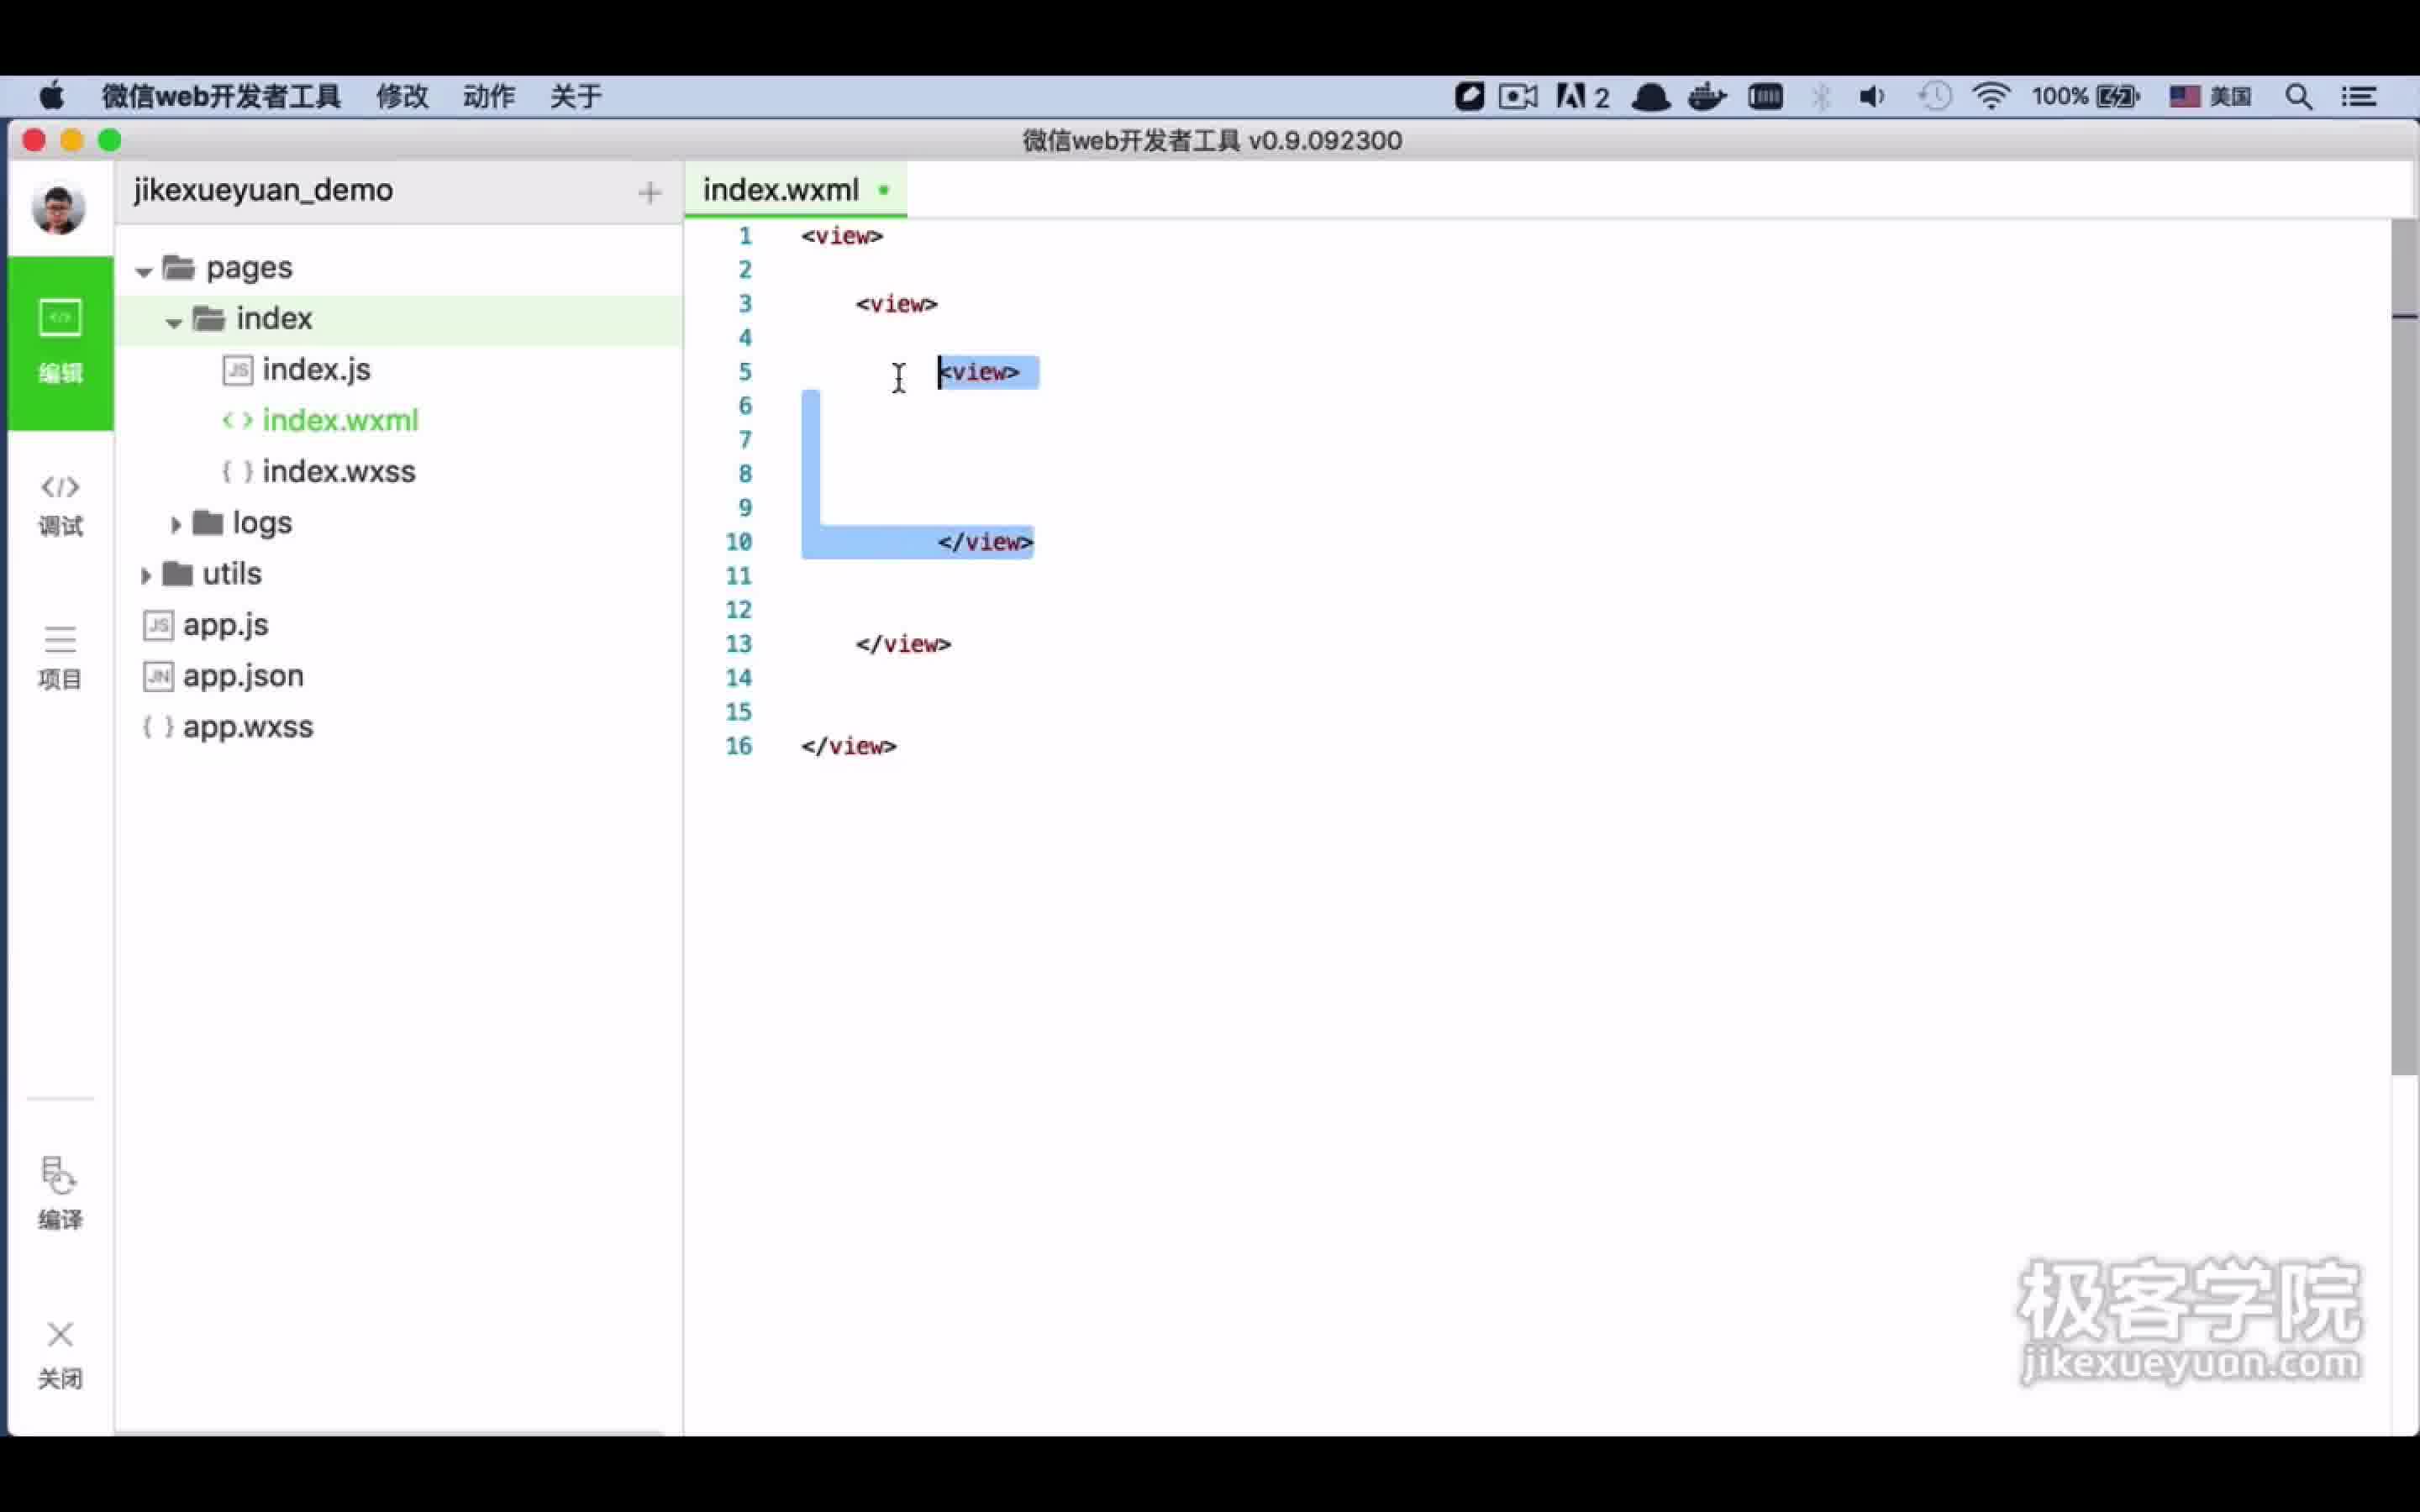 微信web开发者工具 修改 动作 关于 2 100% 美国
微信web开发者工具 v0.9.092300
jikexueyuan_demo +
index.wxml
pages
index
JS index.js
<> index.wxml
{ } index.wxss
logs
utils
JS app.js
JN app.json
{ } app.wxss
编辑
</> 调试
项目
编译
关闭
1 <view>
2
3 <view>
4
5 <view>
6
7
8
9
10 </view>
11
12
13 </view>
14
15
16 </view>
极客学院
jikexueyuan.com